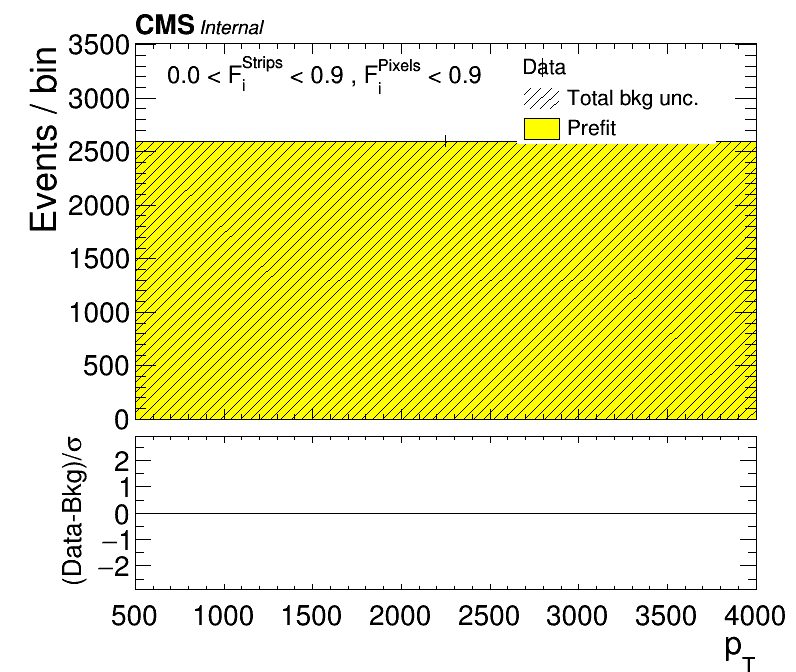 CMS Internal
3500
3000
2500
2000
1500
1000
500
0
Events / bin
0.0 < F_i^Strips < 0.9 , F_i^Pixels < 0.9
Data
Total bkg unc.
Prefit
2
1
0
−1
−2
(Data-Bkg)/σ
500 1000 1500 2000 2500 3000 3500 4000
p_T